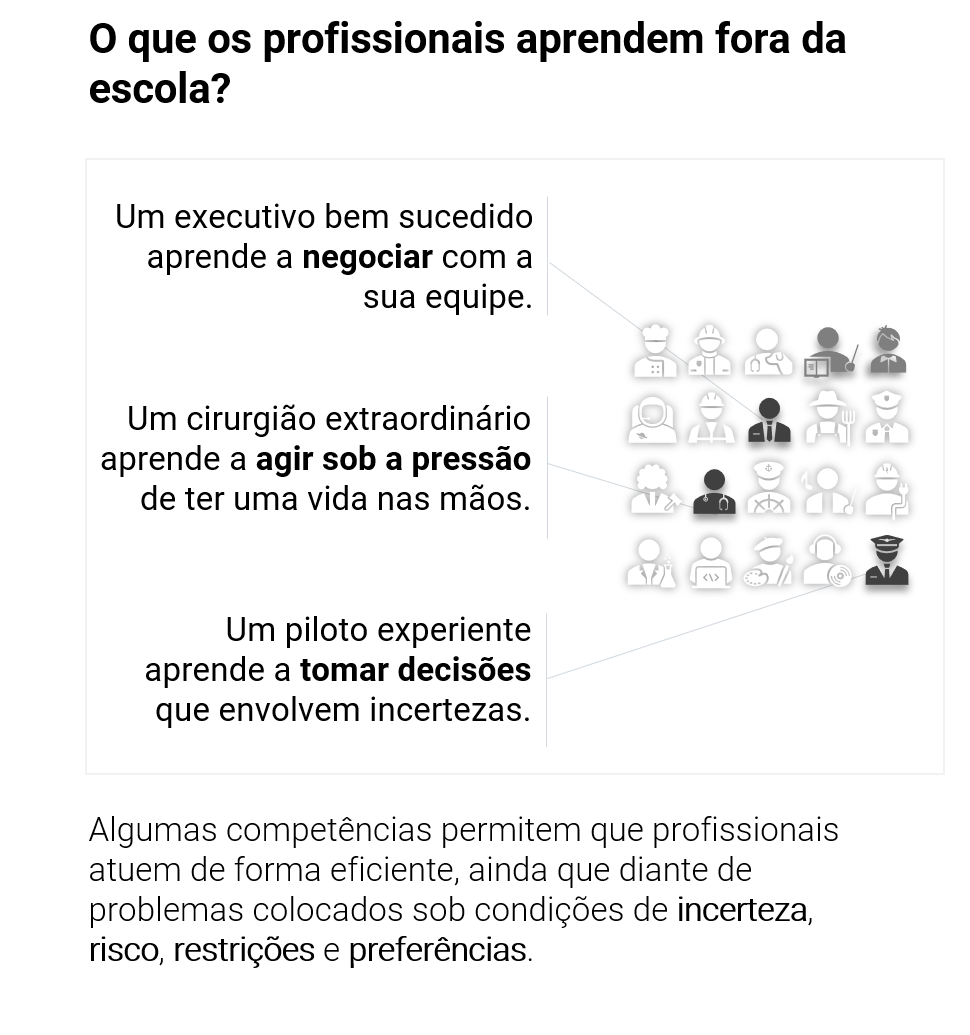 O que os profissionais aprendem fora da
escola?
Um executivo bem sucedido
aprende a negociar com a
sua equipe.
Um cirurgião extraordinário
aprende a agir sob a pressão
de ter uma vida nas mãos.
Um piloto experiente
aprende a tomar decisões
que envolvem incertezas.
Algumas competências permitem que profissionais
atuem de forma eficiente, ainda que diante de
problemas colocados sob condições de incerteza,
risco, restrições e preferências.